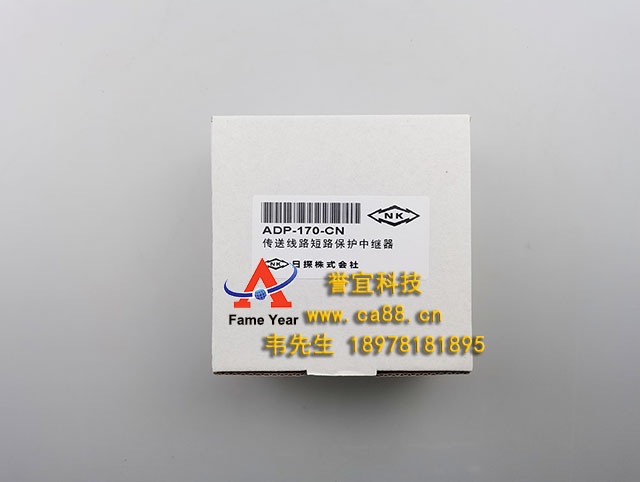 NK
ADP-170-CN
传送线路短路保护中继器
NK 日探株式会社
誉宜科技
Fame Year
www.ca88.cn
韦先生 18978181895